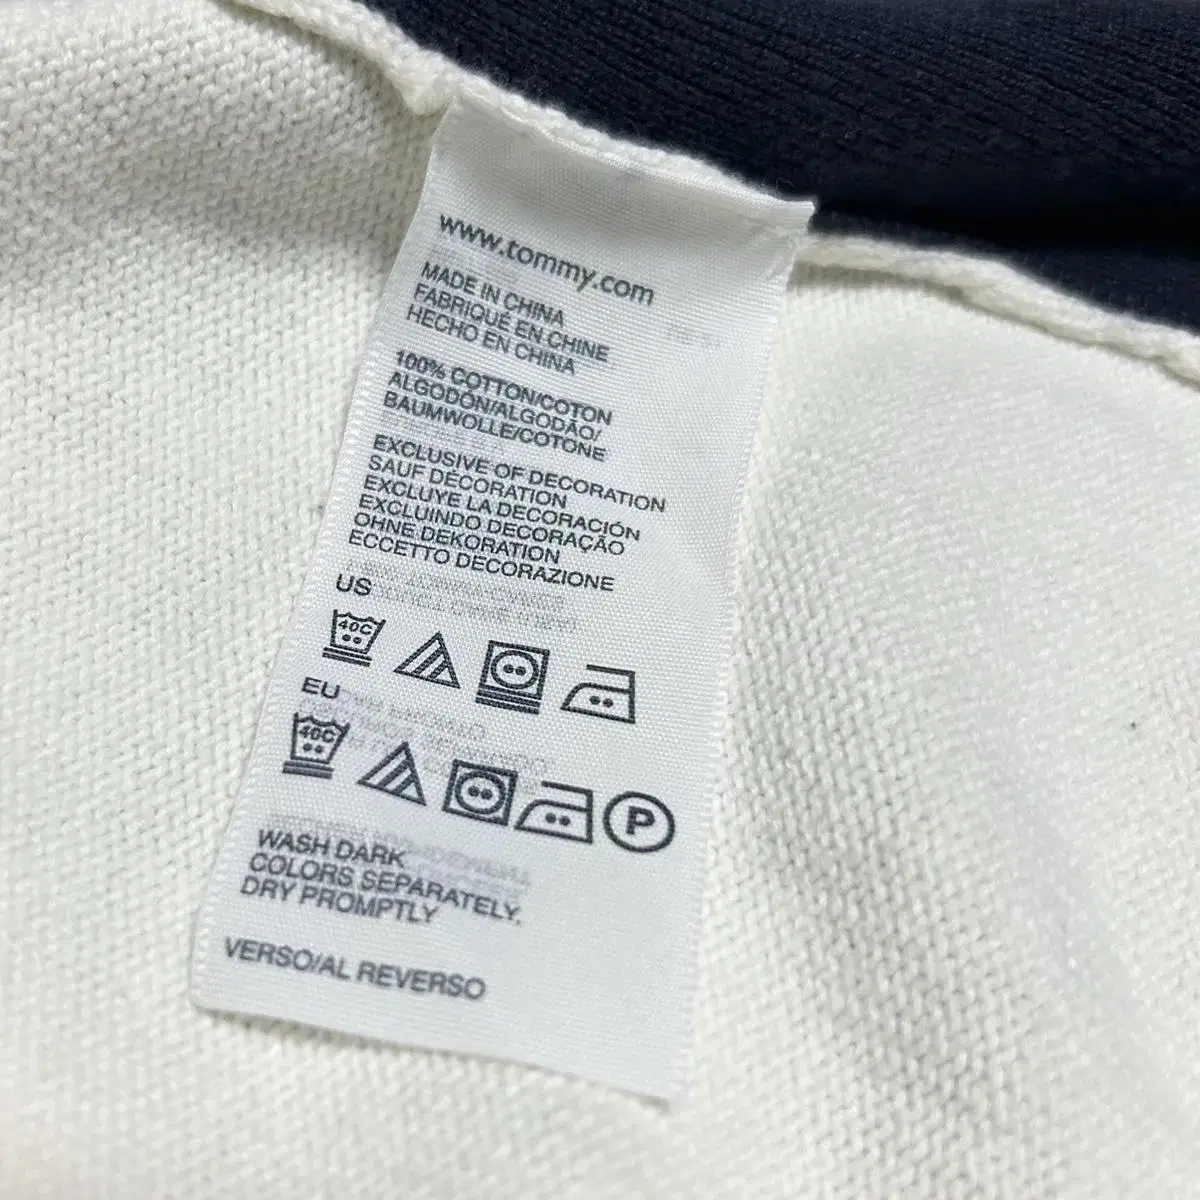 www.tommy.com
MADE IN CHINA
FABRIQUÉ EN CHINE
HECHO EN CHINA
100% COTTON/COTON
ALGODÓN/ALGODÃO/
BAUMWOLLE/COTONE
EXCLUSIVE OF DECORATION
SAUF DÉCORATION
EXCLUYE LA DECORACIÓN
EXCLUINDO DECORAÇÃO
OHNE DEKORATION
ECCETTO DECORAZIONE
US
40C
EU
40C
P
WASH DARK
COLORS SEPARATELY,
DRY PROMPTLY
VERSO/AL REVERSO